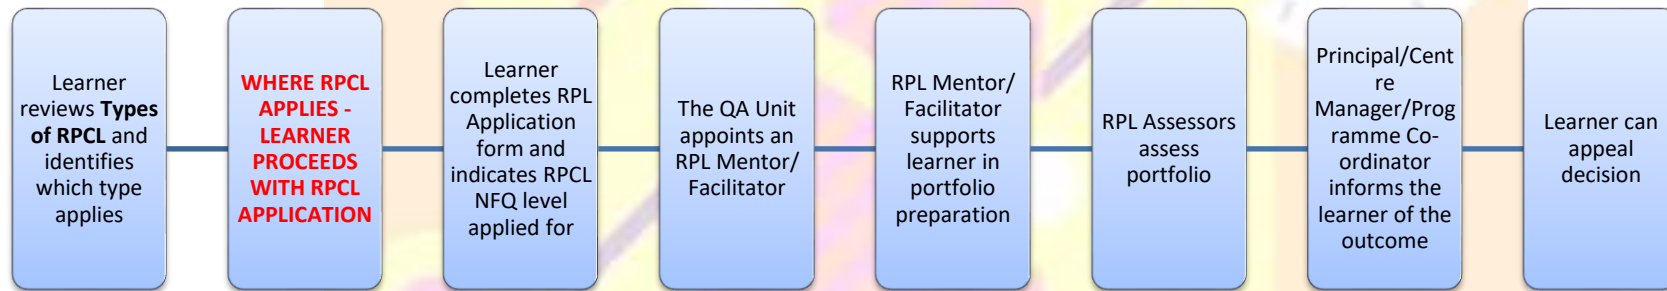 Learner
reviews Types
of RPCL and
identifies
which type
applies
WHERE RPCL
APPLIES -
LEARNER
PROCEEDS
WITH RPCL
APPLICATION
Learner
completes RPL
Application
form and
indicates RPCL
NFQ level
applied for
The QA Unit
appoints an
RPL Mentor/
Facilitator
RPL Mentor/
Facilitator
supports
learner in
portfolio
preparation
RPL Assessors
assess
portfolio
Principal/Cent
re
Manager/Prog
ramme Co-
ordinator
informs the
learner of the
outcome
Learner can
appeal
decision